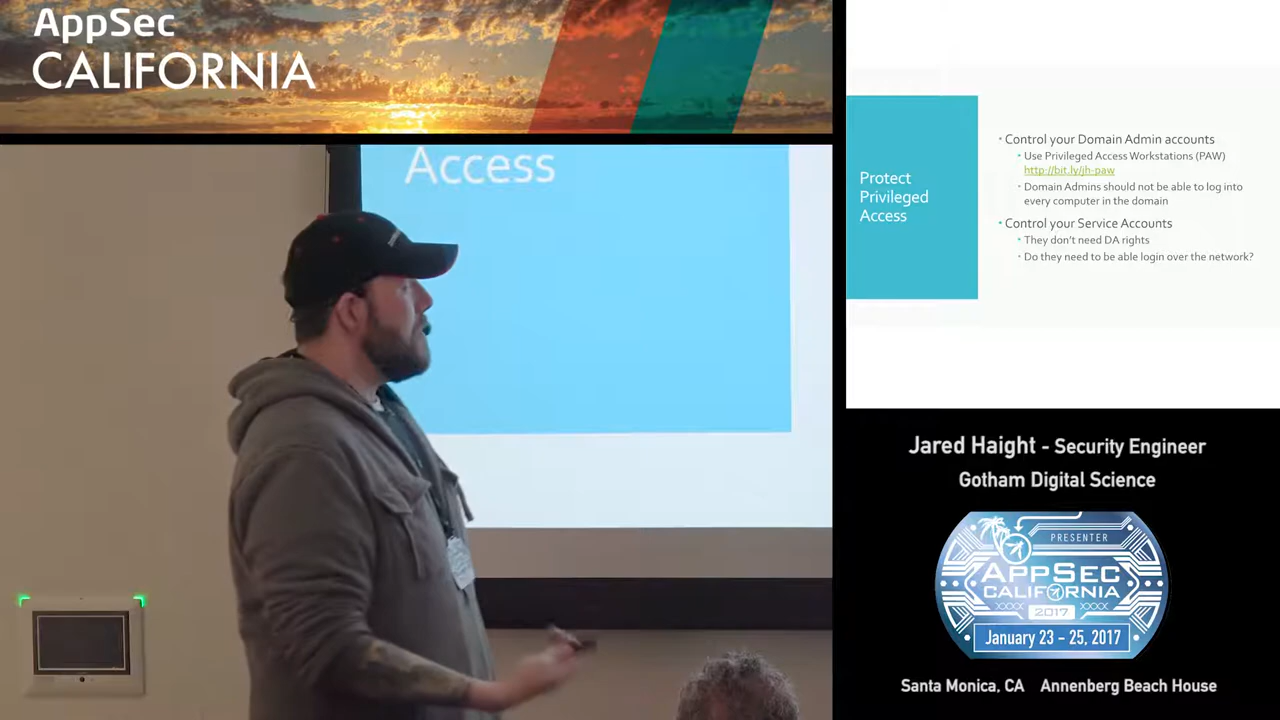 AppSec
CALIFORNIA
Access
Protect
Privileged
Access
• Control your Domain Admin accounts
• Use Privileged Access Workstations (PAW)
http://bit.ly/jh-paw
• Domain Admins should not be able to log into
every computer in the domain
• Control your Service Accounts
• They don't need DA rights
• Do they need to be able login over the network?
Jared Haight - Security Engineer
Gotham Digital Science
PRESENTER
APPSEC
CALIFORNIA
XXXX 2017 XXXX
January 23 - 25, 2017
Santa Monica, CA Annenberg Beach House